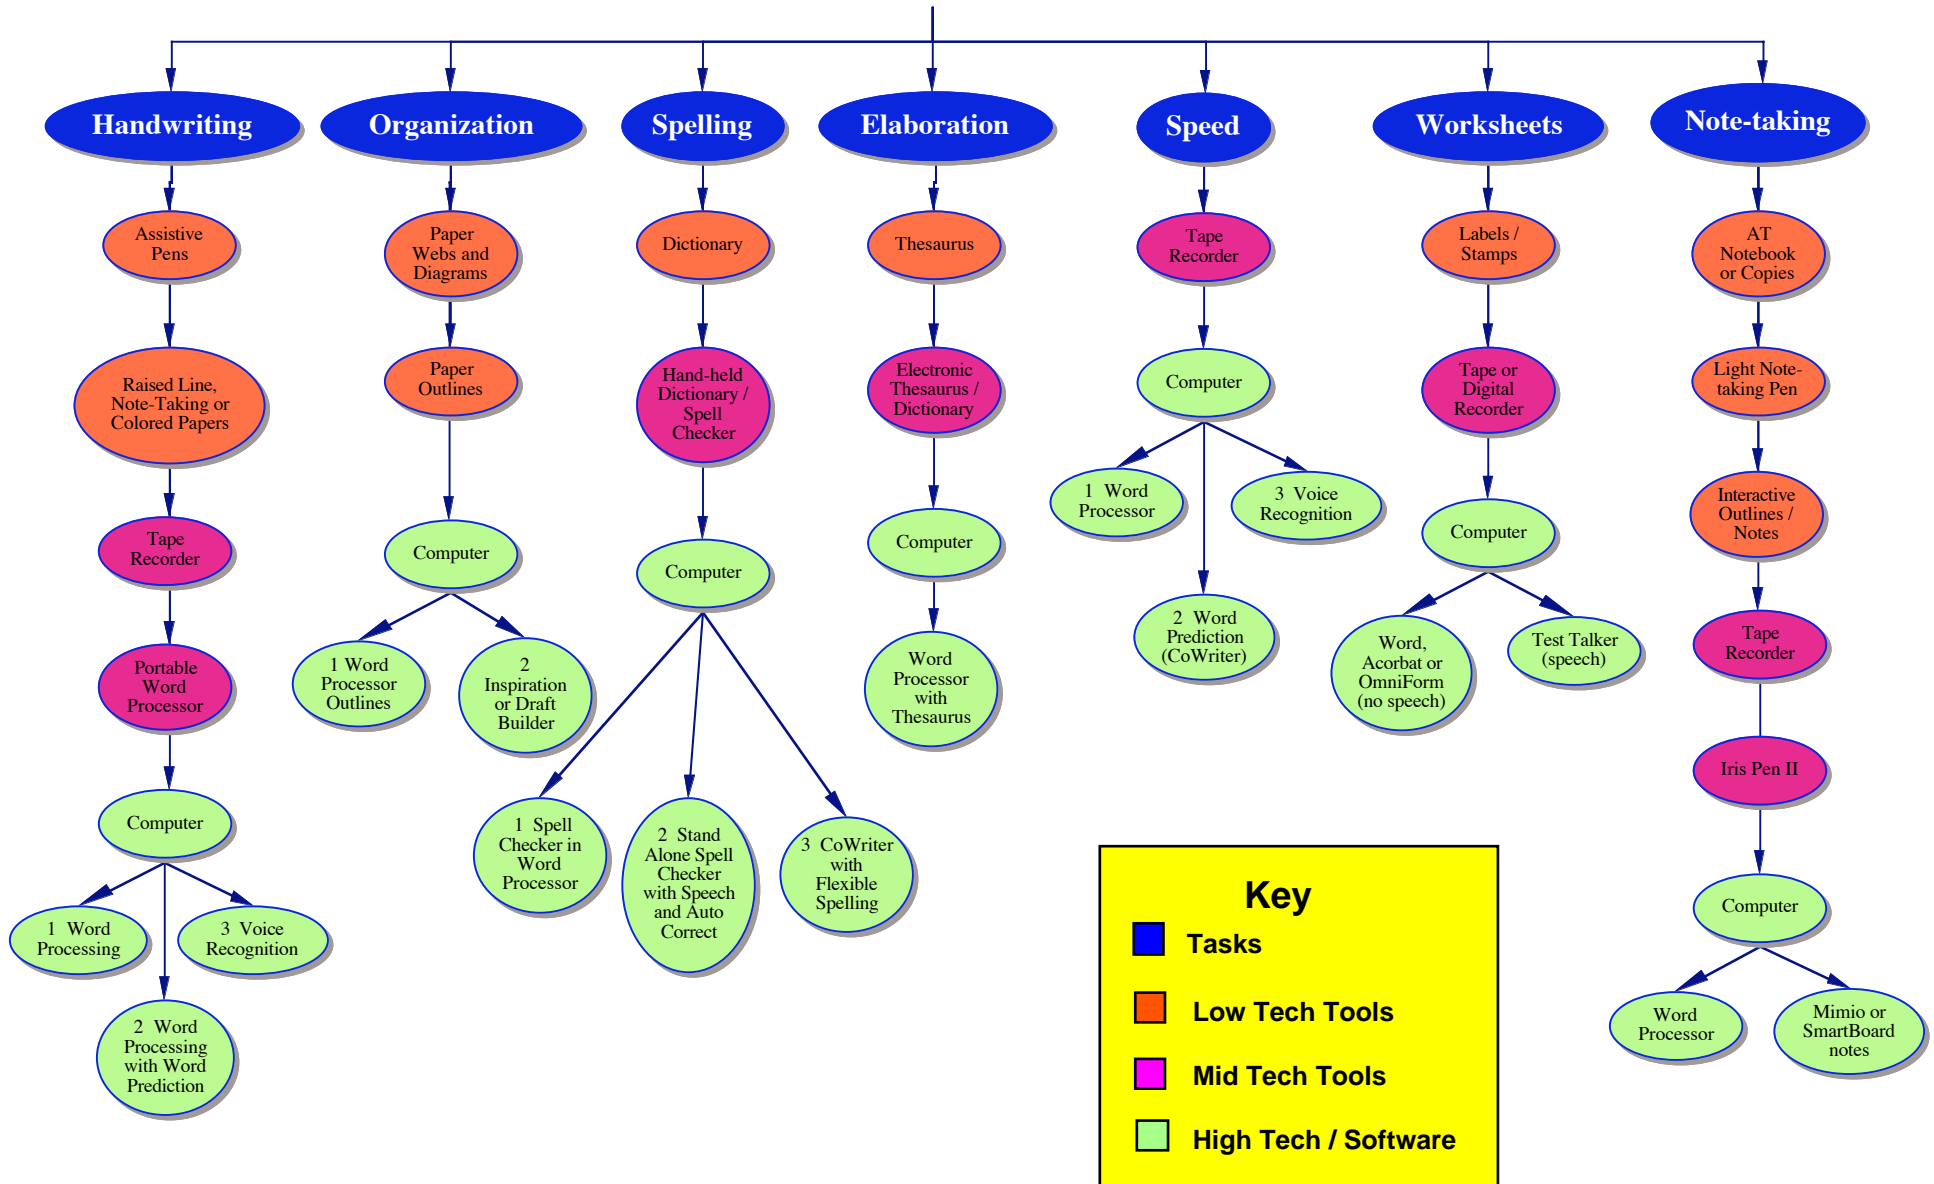 Handwriting
Organization
Spelling
Elaboration
Speed
Worksheets
Note-taking
Assistive
Pens
Raised Line,
Note-Taking or
Colored Papers
Tape
Recorder
Portable
Word
Processor
Computer
1 Word
Processing
2 Word
Processing
with Word
Prediction
3 Voice
Recognition
Paper
Webs and
Diagrams
Paper
Outlines
Computer
1 Word
Processor
Outlines
2
Inspiration
or Draft
Builder
Dictionary
Hand-held
Dictionary /
Spell
Checker
Computer
1 Spell
Checker in
Word
Processor
2 Stand
Alone Spell
Checker
with Speech
and Auto
Correct
3 CoWriter
with
Flexible
Spelling
Thesaurus
Electronic
Thesaurus /
Dictionary
Computer
Word
Processor
with
Thesaurus
Tape
Recorder
Computer
1 Word
Processor
2 Word
Prediction
(CoWriter)
3 Voice
Recognition
Labels /
Stamps
Tape or
Digital
Recorder
Computer
Word,
Acorbat or
OmniForm
(no speech)
Test Talker
(speech)
AT
Notebook
or Copies
Light Note-
taking Pen
Interactive
Outlines /
Notes
Tape
Recorder
Iris Pen II
Computer
Word
Processor
Mimio or
SmartBoard
notes
Key
Tasks
Low Tech Tools
Mid Tech Tools
High Tech / Software